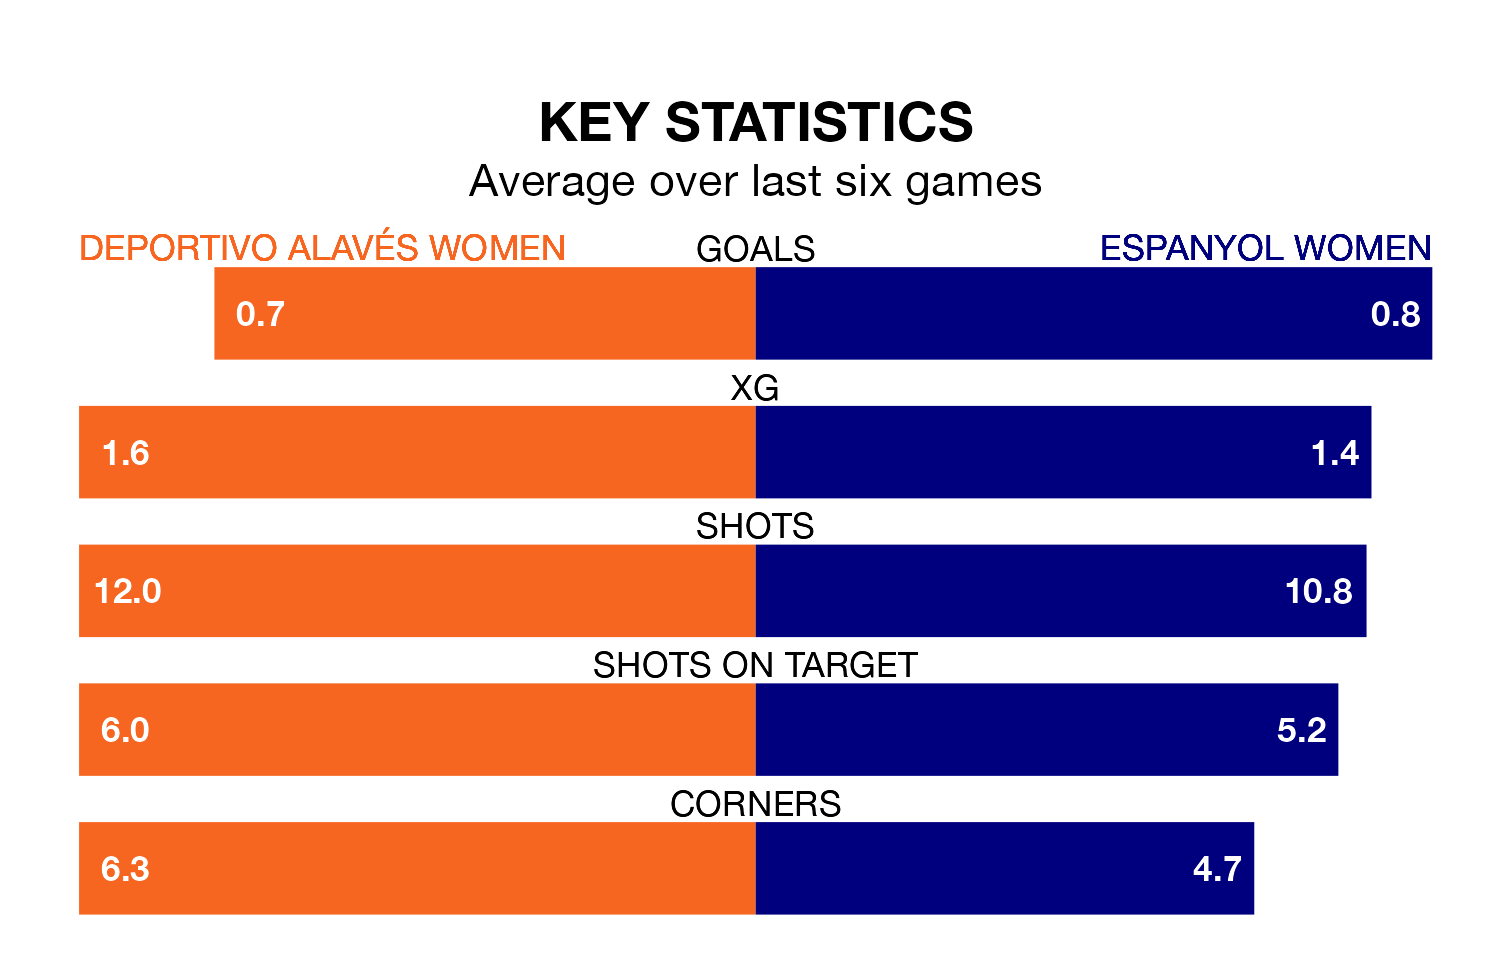 KEY STATISTICS
Average over last six games
DEPORTIVO ALAVÉS WOMEN GOALS ESPANYOL WOMEN
0.7 0.8
XG
1.6 1.4
SHOTS
12.0 10.8
SHOTS ON TARGET
6.0 5.2
CORNERS
6.3 4.7